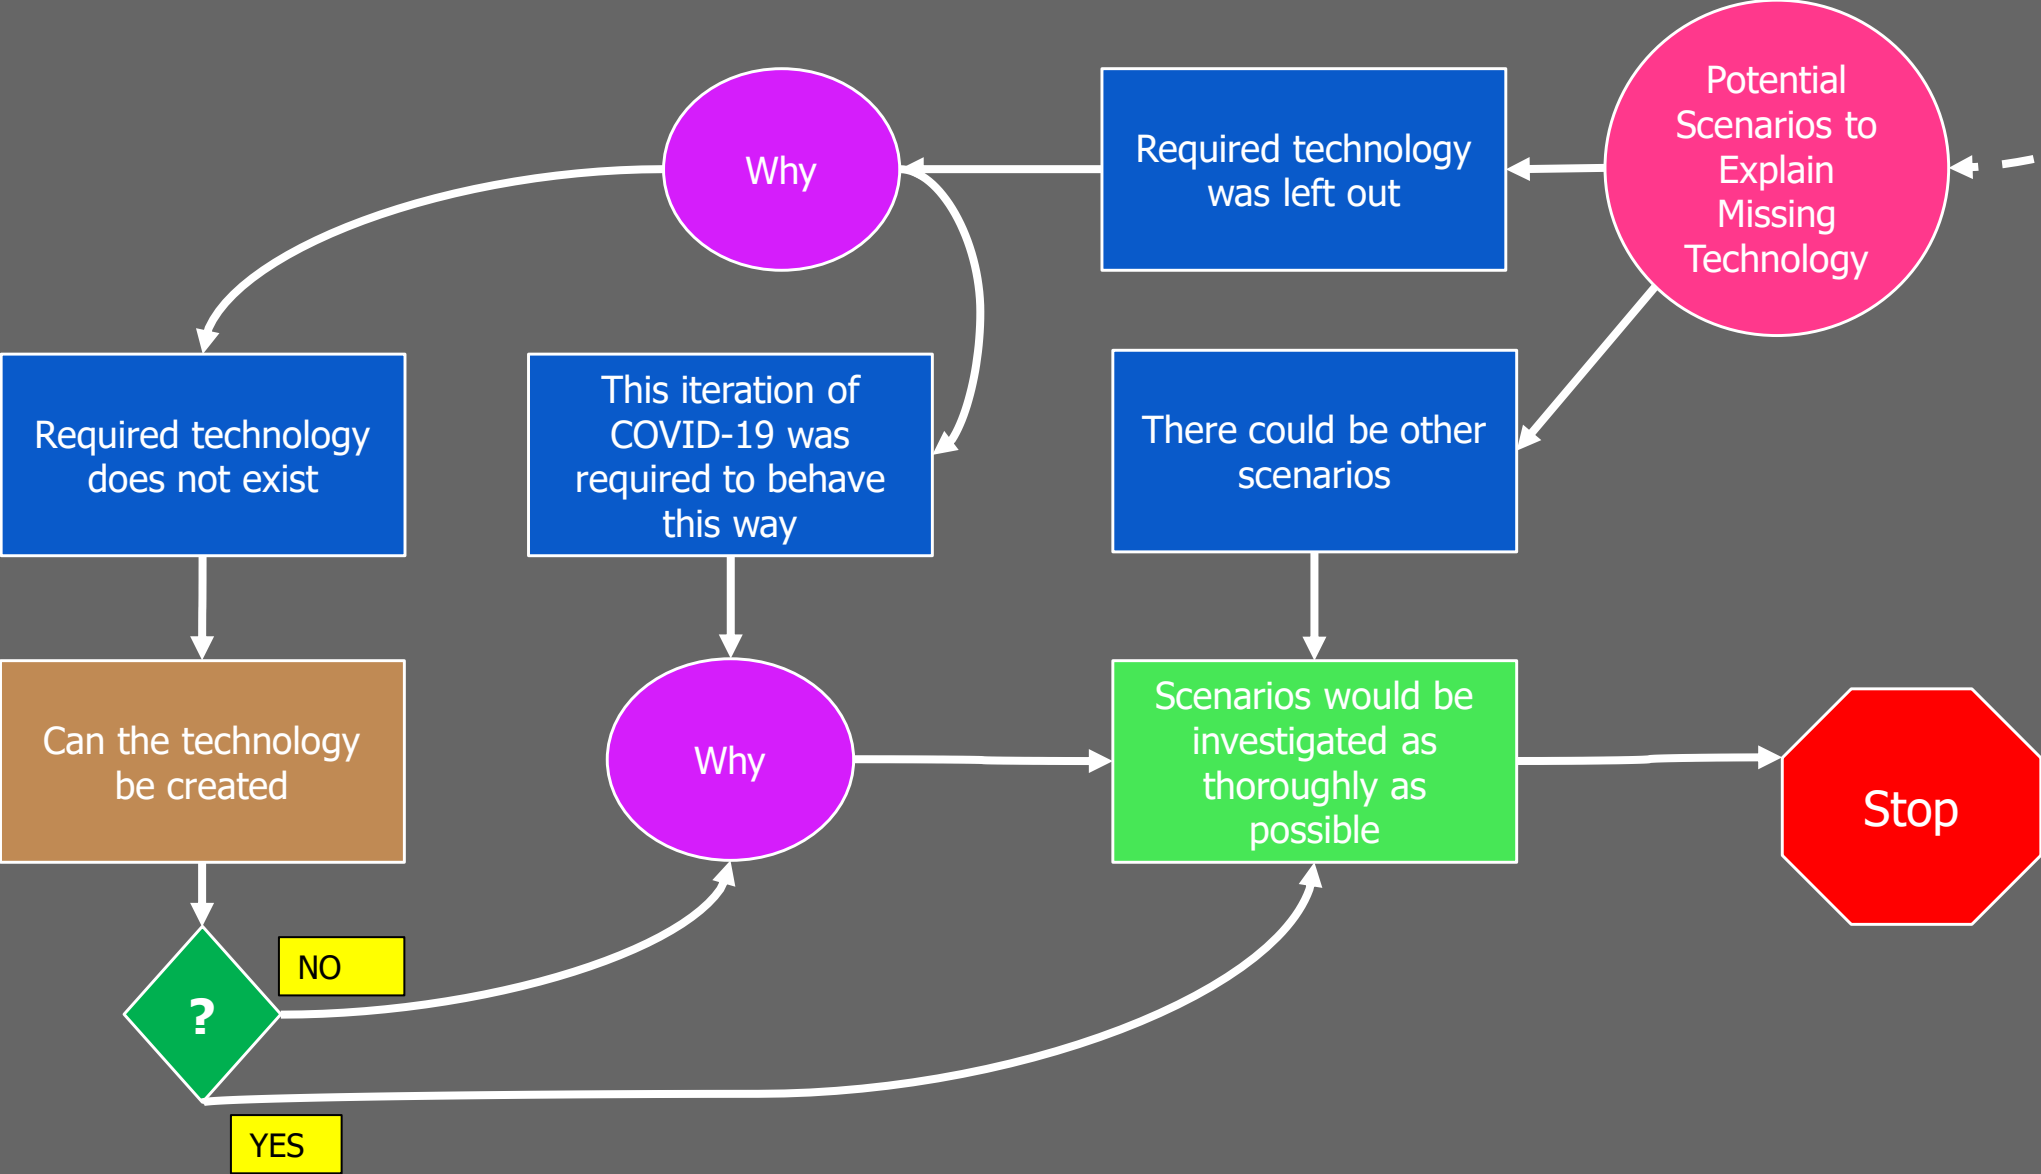 Potential
Scenarios to
Explain
Missing
Technology
Required technology
was left out
Why
Required technology
does not exist
This iteration of
COVID-19 was
required to behave
this way
There could be other
scenarios
Can the technology
be created
Why
Scenarios would be
investigated as
thoroughly as
possible
Stop
NO
?
YES